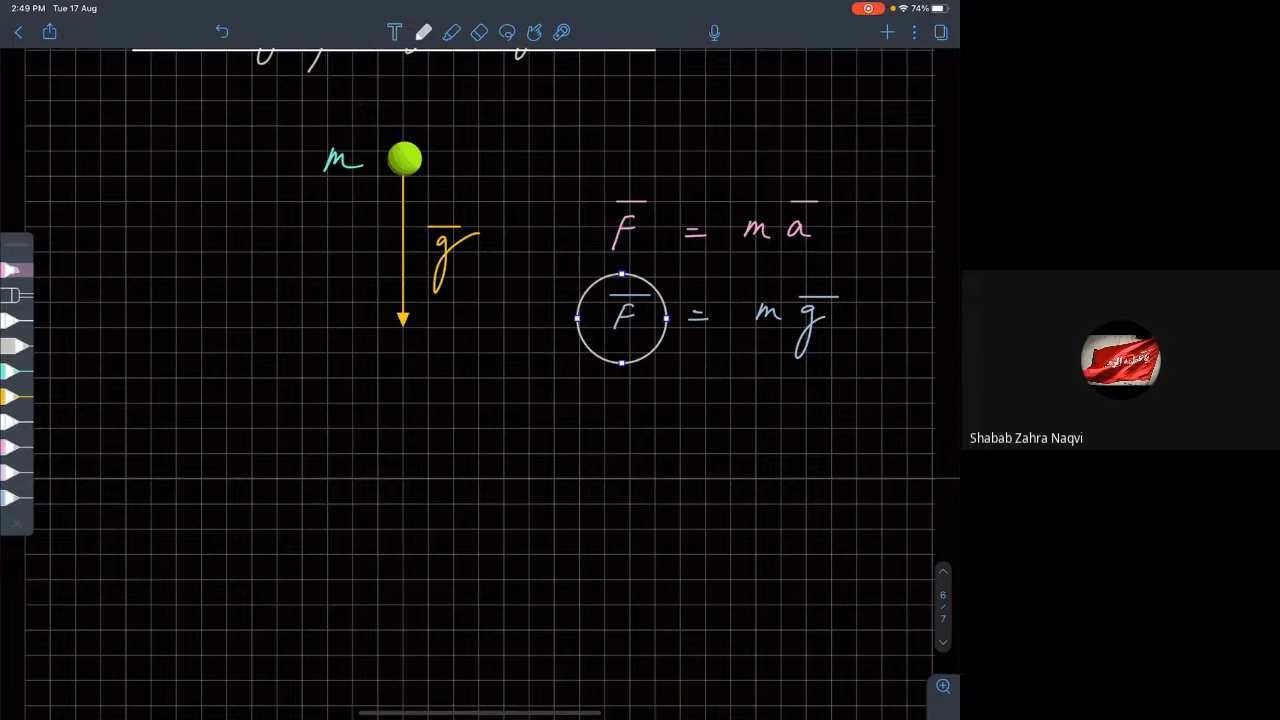 2:49 PM Tue 17 Aug
74%
T
m
g̅
F̅ = m a̅
F̅ = m g̅
6
/
7
Shabab Zahra Naqvi